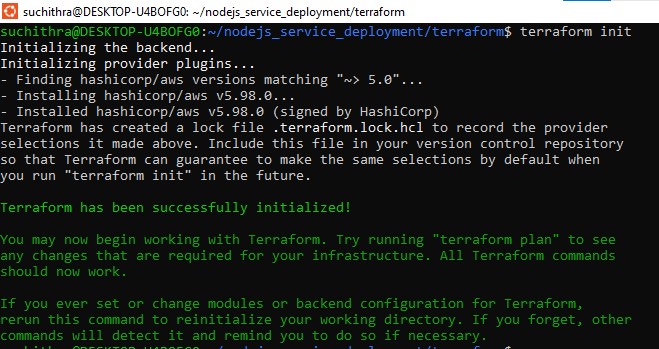 suchithra@DESKTOP-U4BOFG0: ~/nodejs_service_deployment/terraform
suchithra@DESKTOP-U4BOFG0:~/nodejs_service_deployment/terraform$ terraform init
Initializing the backend...
Initializing provider plugins...
- Finding hashicorp/aws versions matching "~> 5.0"...
- Installing hashicorp/aws v5.98.0...
- Installed hashicorp/aws v5.98.0 (signed by HashiCorp)
Terraform has created a lock file .terraform.lock.hcl to record the provider
selections it made above. Include this file in your version control repository
so that Terraform can guarantee to make the same selections by default when
you run "terraform init" in the future.
Terraform has been successfully initialized!
You may now begin working with Terraform. Try running "terraform plan" to see
any changes that are required for your infrastructure. All Terraform commands
should now work.
If you ever set or change modules or backend configuration for Terraform,
rerun this command to reinitialize your working directory. If you forget, other
commands will detect it and remind you to do so if necessary.